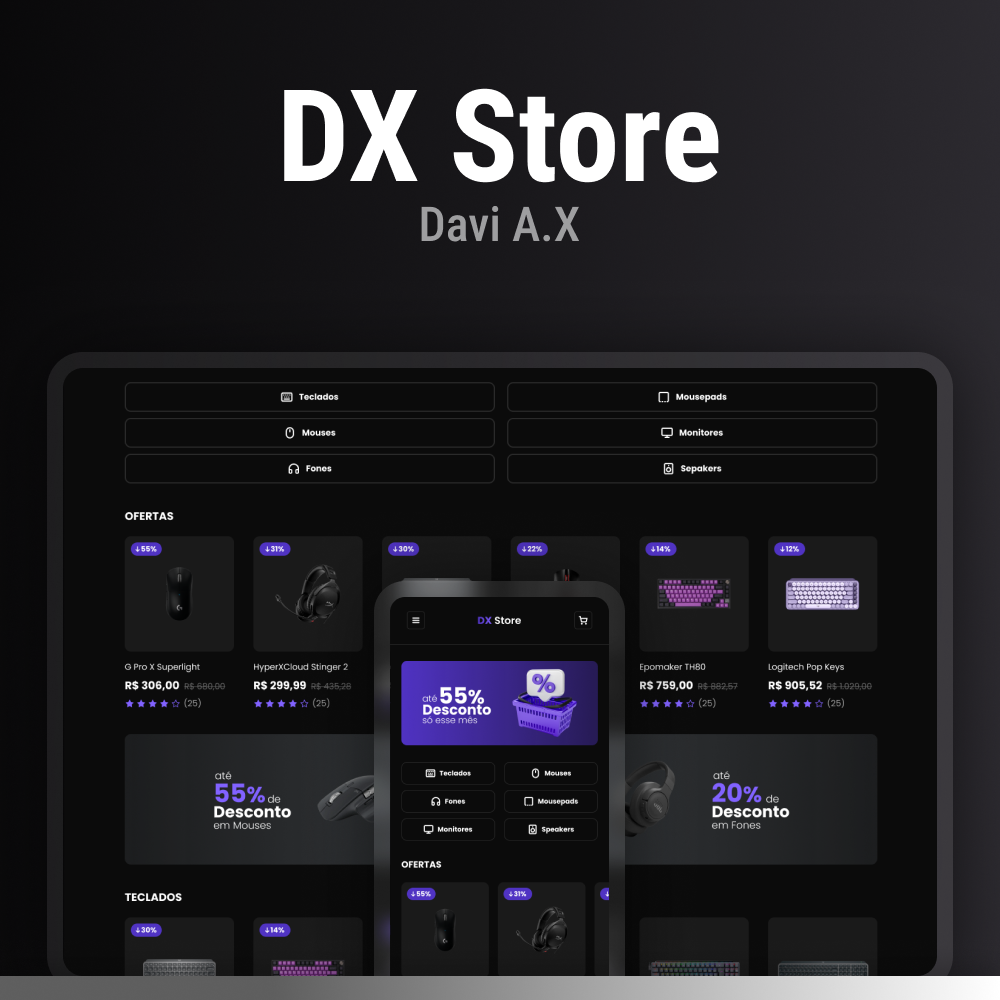 DX Store
Davi A.X
Teclados
Mousepads
Mouses
Monitores
Fones
Sepakers
OFERTAS
↓55%
↓31%
↓30%
↓22%
↓14%
↓12%
G Pro X Superlight
HyperXCloud Stinger 2
Epomaker TH80
Logitech Pop Keys
R$ 306,00 R$ 680,00
R$ 299,99 R$ 435,28
R$ 759,00 R$ 882,57
R$ 905,52 R$ 1.029,00
(25)
(25)
(25)
(25)
até
55% de
Desconto
em Mouses
até
20% de
Desconto
em Fones
TECLADOS
↓30%
↓14%
DX Store
até 55%
Desconto
só esse mês
Teclados
Mouses
Fones
Mousepads
Monitores
Speakers
OFERTAS
↓55%
↓31%